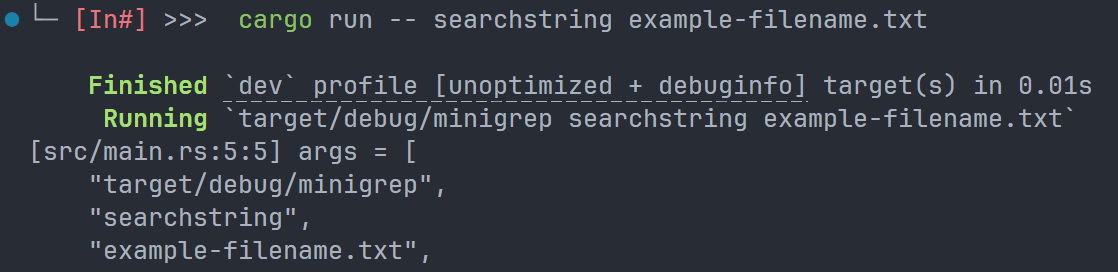 └─ [In#] >>> cargo run -- searchstring example-filename.txt
Finished `dev` profile [unoptimized + debuginfo] target(s) in 0.01s
Running `target/debug/minigrep searchstring example-filename.txt`
[src/main.rs:5:5] args = [
"target/debug/minigrep",
"searchstring",
"example-filename.txt",